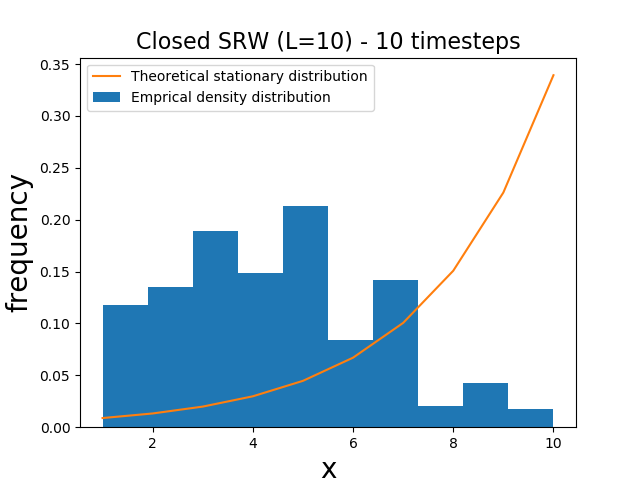 Closed SRW (L=10) - 10 timesteps
Theoretical stationary distribution
Emprical density distribution
frequency
0.35
0.30
0.25
0.20
0.15
0.10
0.05
0.00
2 4 6 8 10
x